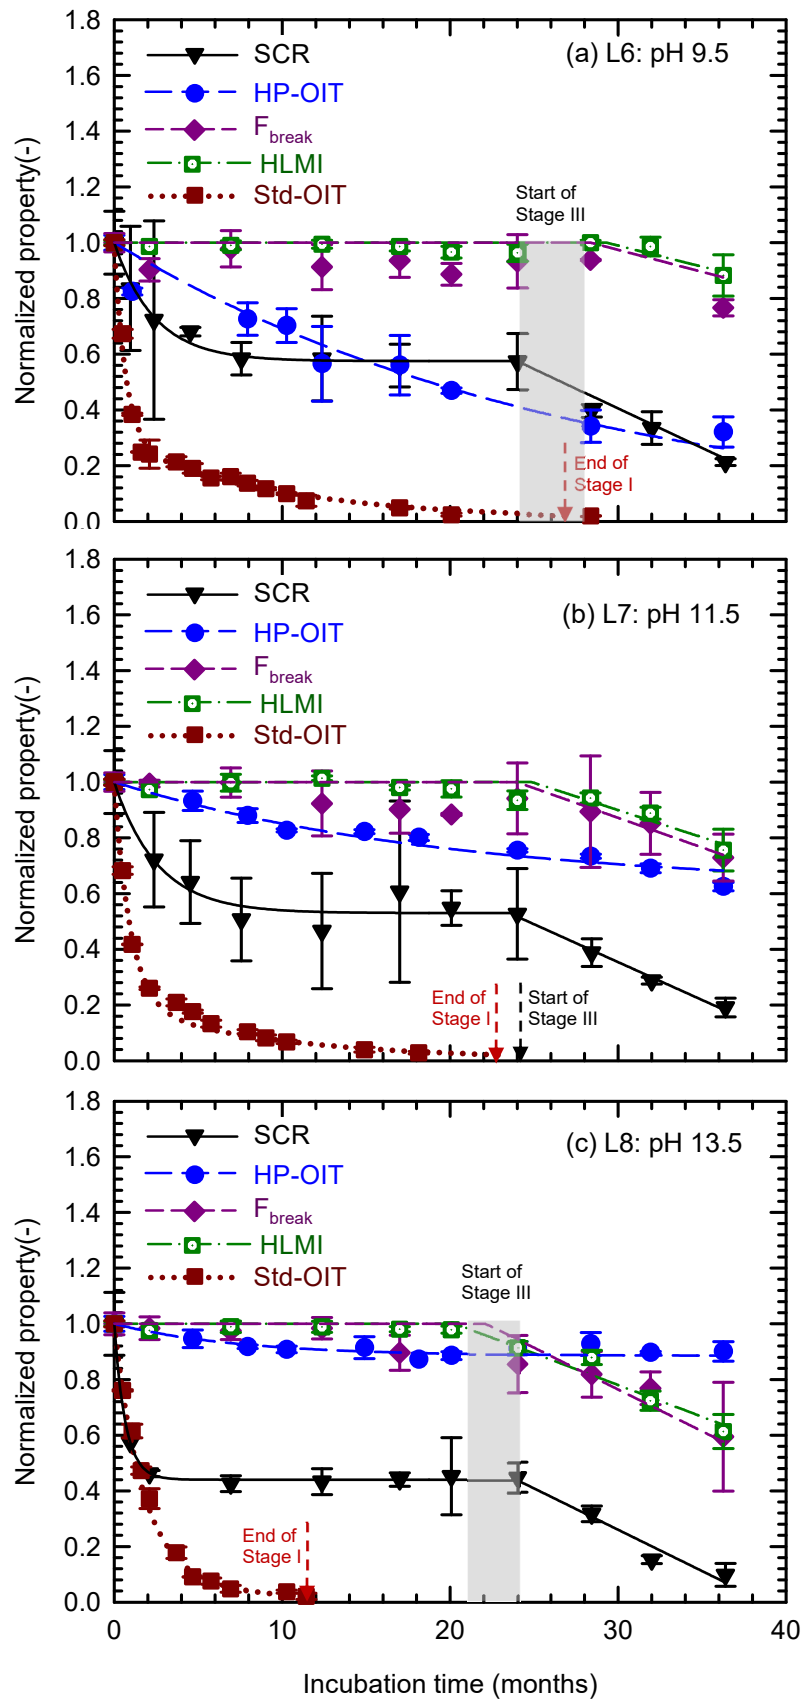 1.8
1.6
1.4
1.2
1.0
0.8
0.6
0.4
0.2
0.0
Normalized property(-)
SCR
HP-OIT
F_break
HLMI
Std-OIT
(a) L6: pH 9.5
Start of
Stage III
End of
Stage I
1.8
1.6
1.4
1.2
1.0
0.8
0.6
0.4
0.2
0.0
Normalized property(-)
SCR
HP-OIT
F_break
HLMI
Std-OIT
(b) L7: pH 11.5
End of
Stage I
Start of
Stage III
1.8
1.6
1.4
1.2
1.0
0.8
0.6
0.4
0.2
0.0
Normalized property(-)
SCR
HP-OIT
F_break
HLMI
Std-OIT
(c) L8: pH 13.5
Start of
Stage III
End of
Stage I
0 10 20 30 40
Incubation time (months)